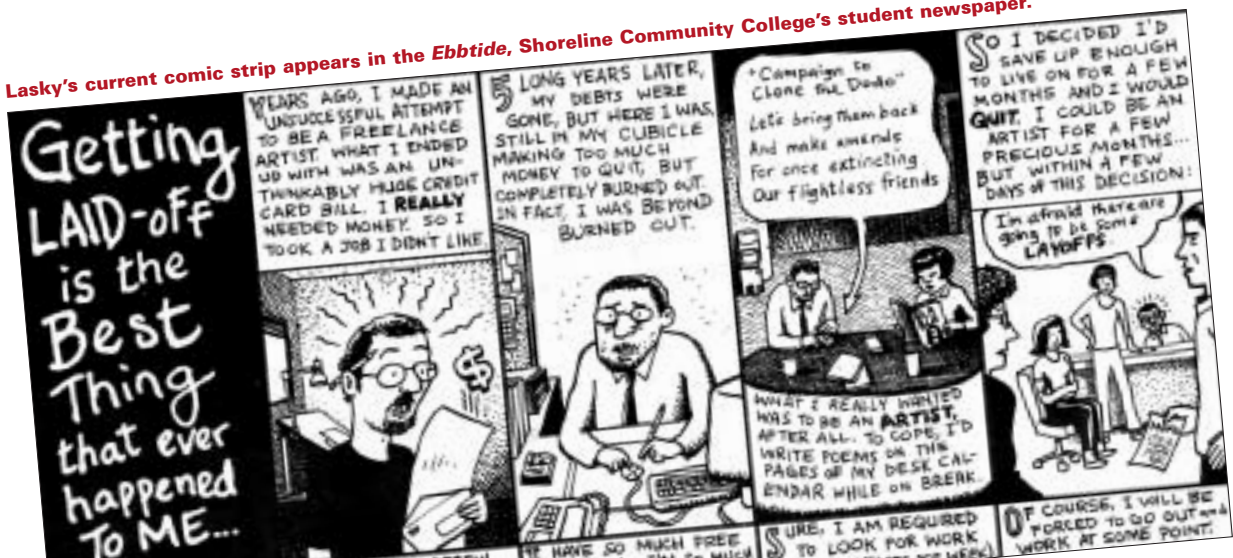 Lasky's current comic strip appears in the Ebbtide, Shoreline Community College's student newspaper.
Getting
LAID-off
is the
Best
Thing
that ever
happened
TO ME...
YEARS AGO, I MADE AN
UNSUCCESSFUL ATTEMPT
TO BE A FREELANCE
ARTIST. WHAT I ENDED
UP WITH WAS AN UN-
THINKABLY HUGE CREDIT
CARD BILL. I REALLY
NEEDED MONEY. SO I
TOOK A JOB I DIDN'T LIKE.
$
5 LONG YEARS LATER,
MY DEBTS WERE
GONE, BUT HERE I WAS,
STILL IN MY CUBICLE
MAKING TOO MUCH
MONEY TO QUIT, BUT
COMPLETELY BURNED OUT.
IN FACT, I WAS BEYOND
BURNED OUT.
"Campaign to
Clone the Dodo"
Let's bring them back
And make amends
For once extincting
Our flightless friends
WHAT I REALLY WANTED
WAS TO BE AN ARTIST,
AFTER ALL. TO COPE, I'D
WRITE POEMS ON THE
PAGES OF MY DESK CAL-
ENDAR WHILE ON BREAK.
SO I DECIDED I'D
SAVE UP ENOUGH
TO LIVE ON FOR A FEW
MONTHS AND I WOULD
QUIT. I COULD BE AN
ARTIST FOR A FEW
PRECIOUS MONTHS...
BUT WITHIN A FEW
DAYS OF THIS DECISION:
I'm afraid there are
going to be some
LAYOFFS.
I HAVE SO MUCH FREE
SURE, I AM REQUIRED
TO LOOK FOR WORK
OF COURSE, I WILL BE
FORCED TO GO OUT and
WORK AT SOME POINT.